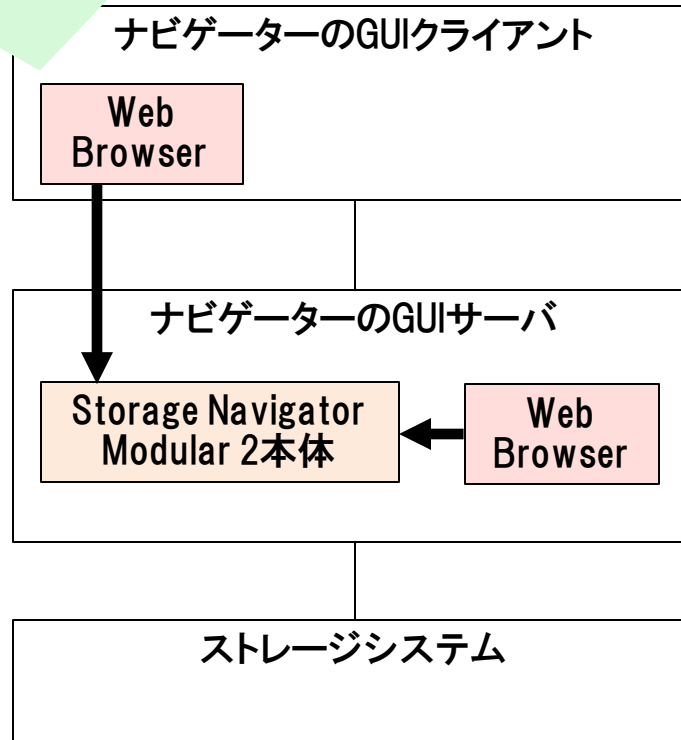 ナビゲーターのGUIクライアント
Web
Browser
ナビゲーターのGUIサーバ
Storage Navigator
Modular 2本体
Web
Browser
ストレージシステム